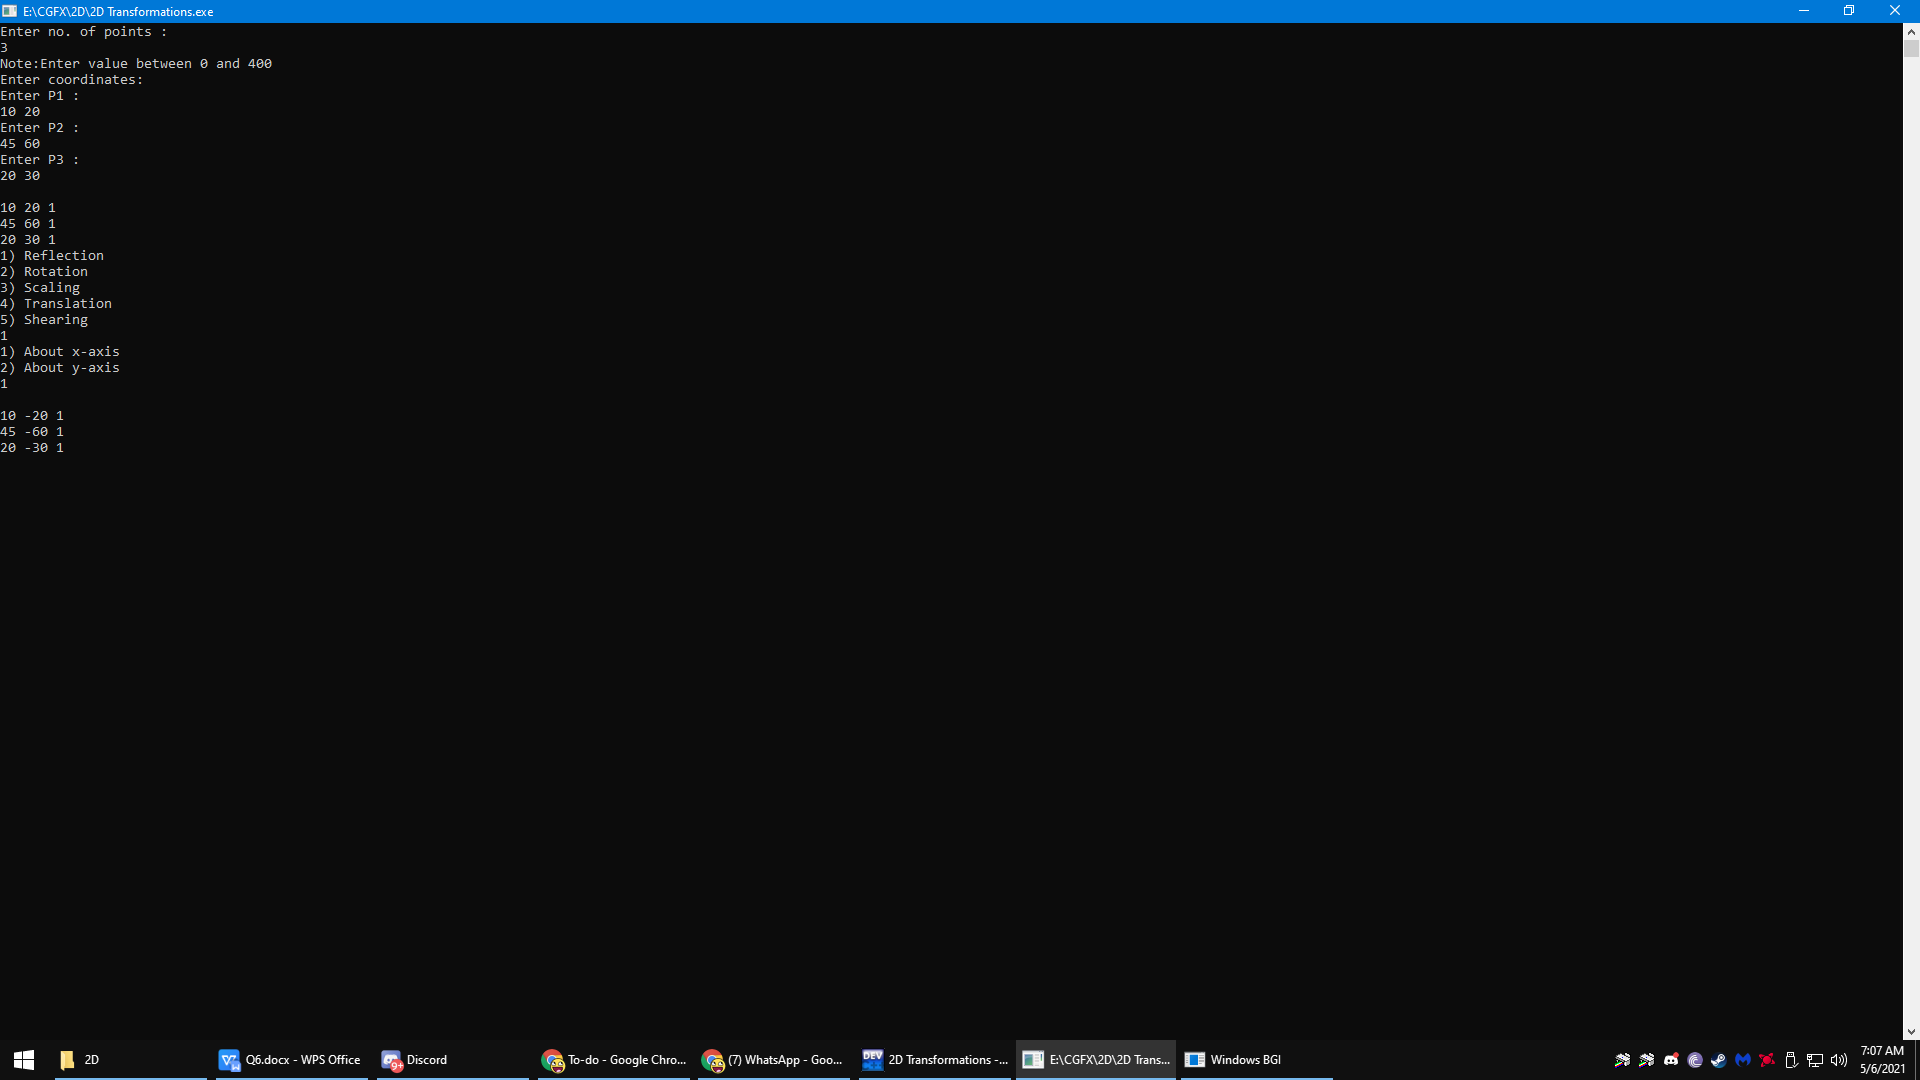 E:\CGFX\2D\2D Transformations.exe
Enter no. of points :
3
Note:Enter value between 0 and 400
Enter coordinates:
Enter P1 :
10 20
Enter P2 :
45 60
Enter P3 :
20 30
10 20 1
45 60 1
20 30 1
1) Reflection
2) Rotation
3) Scaling
4) Translation
5) Shearing
1
1) About x-axis
2) About y-axis
1
10 -20 1
45 -60 1
20 -30 1
2D
Q6.docx - WPS Office
9+
Discord
To-do - Google Chro...
(7) WhatsApp - Goo...
DEV
2D Transformations -...
E:\CGFX\2D\2D Trans...
Windows BGI
7:07 AM
5/6/2021